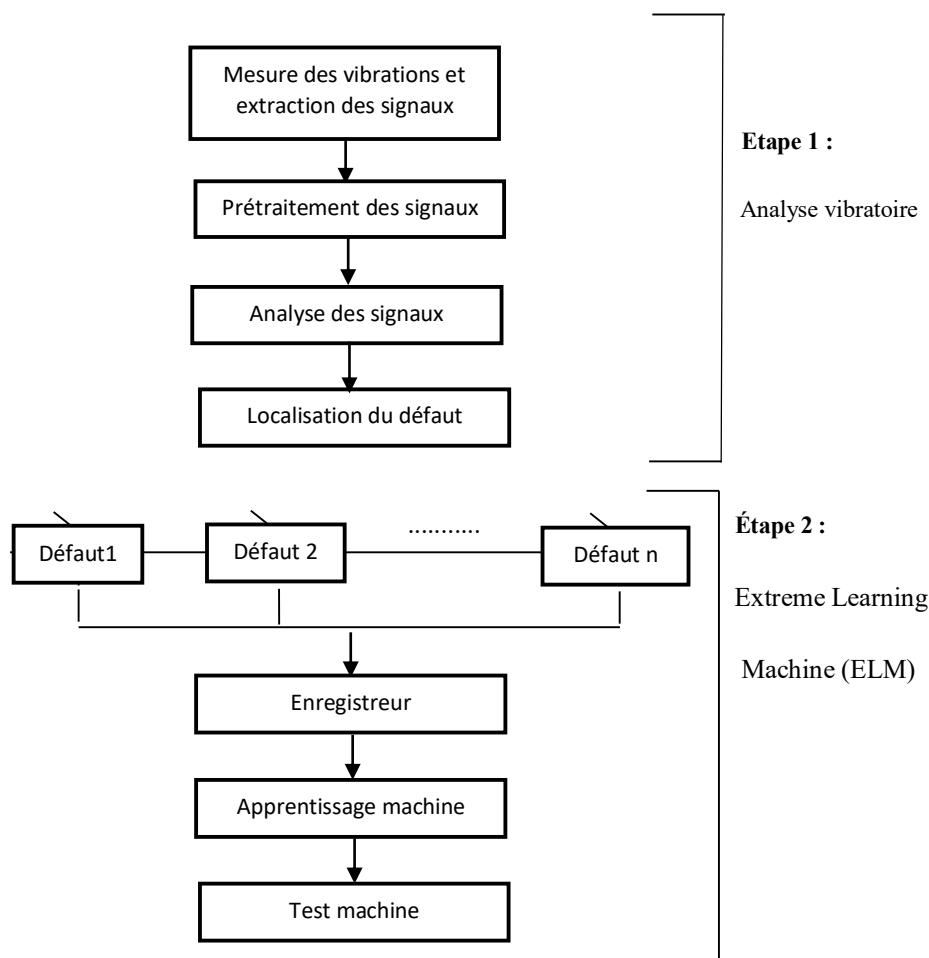 Mesure des vibrations et
extraction des signaux
Prétraitement des signaux
Analyse des signaux
Localisation du défaut
Etape 1 :
Analyse vibratoire
Défaut1
Défaut 2
...........
Défaut n
Enregistreur
Apprentissage machine
Test machine
Étape 2 :
Extreme Learning
Machine (ELM)